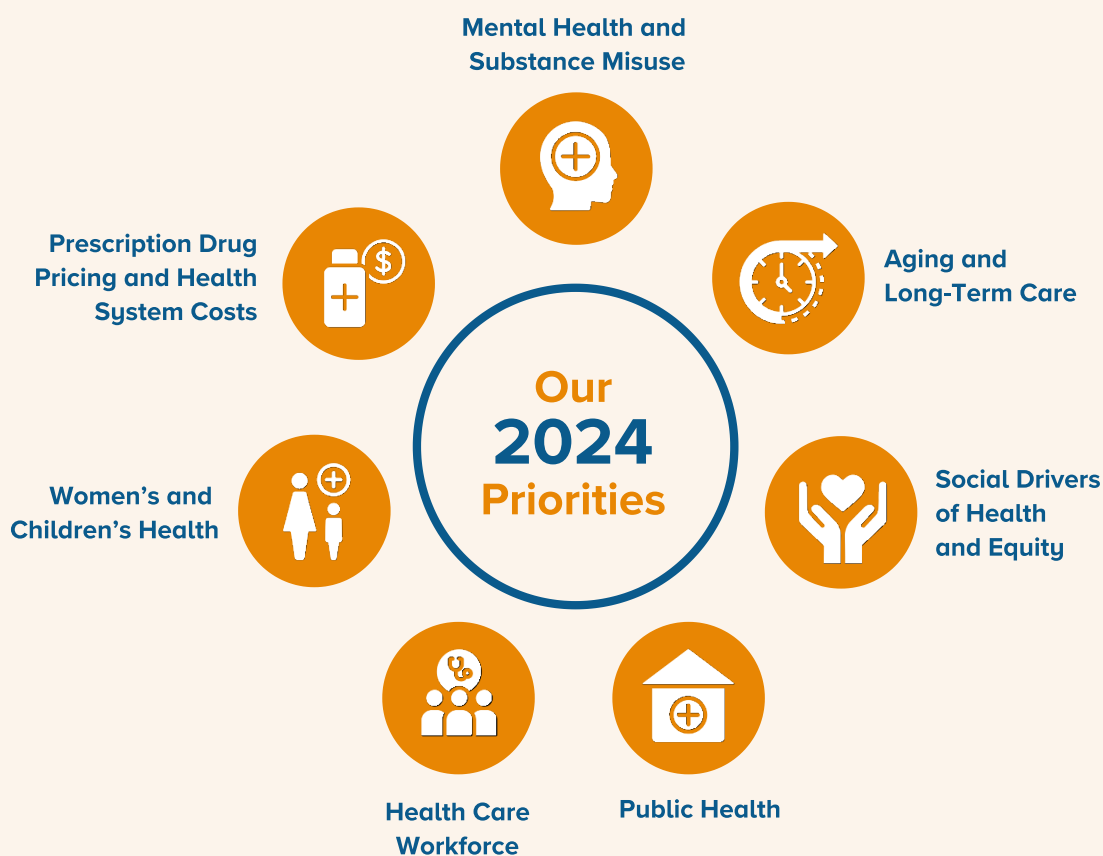 Mental Health and
Substance Misuse
Prescription Drug
Pricing and Health
System Costs
$
Aging and
Long-Term Care
Our
2024
Priorities
Women's and
Children's Health
Social Drivers
of Health
and Equity
Health Care
Workforce
Public Health